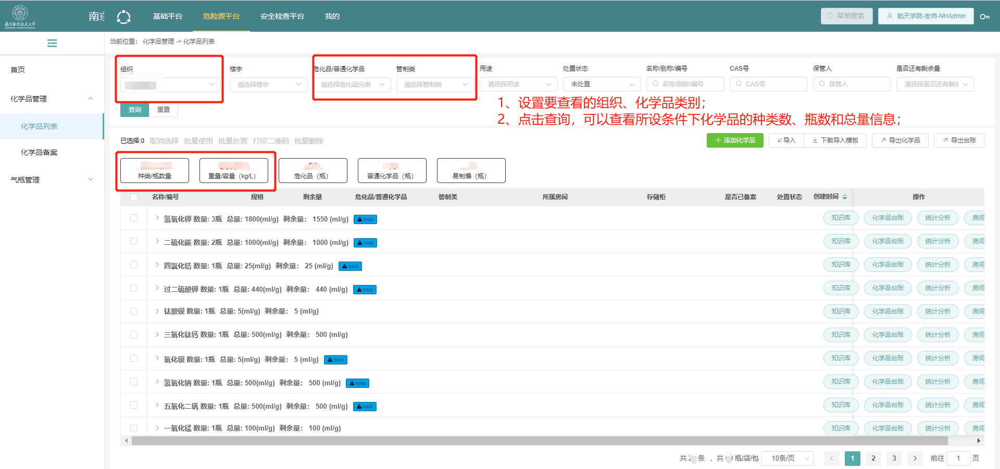 南京航空航天大学
南京
基础平台
危险源平台
安全检查平台
我的
菜单搜索
航天学院-老师-NHAdmin
当前位置： 化学品管理 -> 化学品列表
首页
化学品管理
化学品列表
化学品备案
气瓶管理
组织
楼宇
危化品/普通化学品
管制类
用途
处置状态
名称/别称/编号
CAS号
保管人
是否还有剩余量
请选择楼宇
请选择危化品分类
请选择管制类
请选择用途
未处置
名称/别称/编号
CAS号
保管人
请选择是否还有剩余
查询
重置
1、设置要查看的组织、化学品类别；
2、点击查询，可以查看所设条件下化学品的种类数、瓶数和总量信息；
已选择:0 取消选择 批量使用 批量处置 打印二维码 批量删除
添加化学品
导入
下载导入模板
导出化学品
导出台账
种类/瓶数量
重量/容量（kg/L）
危化品（瓶）
普通化学品（瓶）
易制爆（瓶）
名称/编号 规格 剩余量 危化品/普通化学品 管制类 所属房间 存储柜 是否已备案 处置状态 创建时间 操作
氢氧化钾 数量: 3瓶 总量: 1800(ml/g) 剩余量： 1550 (ml/g) 危化品 知识库 化学品台账 统计分析 房间
二硫化碳 数量: 2瓶 总量: 1000(ml/g) 剩余量： 1000 (ml/g) 危化品 知识库 化学品台账 统计分析 房间
四氯化锆 数量: 1瓶 总量: 25(ml/g) 剩余量： 25 (ml/g) 危化品 知识库 化学品台账 统计分析 房间
过二硫酸钾 数量: 1瓶 总量: 440(ml/g) 剩余量： 440 (ml/g) 危化品 知识库 化学品台账 统计分析 房间
钛酸钡 数量: 1瓶 总量: 5(ml/g) 剩余量： 5 (ml/g) 知识库 化学品台账 统计分析 房间
三氧化钛钙 数量: 1瓶 总量: 500(ml/g) 剩余量： 500 (ml/g) 知识库 化学品台账 统计分析 房间
氧化钡 数量: 1瓶 总量: 5(ml/g) 剩余量： 5 (ml/g) 危化品 知识库 化学品台账 统计分析 房间
氢氧化钠 数量: 1瓶 总量: 500(ml/g) 剩余量： 500 (ml/g) 危化品 知识库 化学品台账 统计分析 房间
五氧化二钒 数量: 1瓶 总量: 500(ml/g) 剩余量： 500 (ml/g) 危化品 知识库 化学品台账 统计分析 房间
一氧化锰 数量: 1瓶 总量: 100(ml/g) 剩余量： 100 (ml/g) 知识库 化学品台账 统计分析 房间
共 2 条 ，共 瓶/袋/包 10条/页 1 2 3 前往 1 页